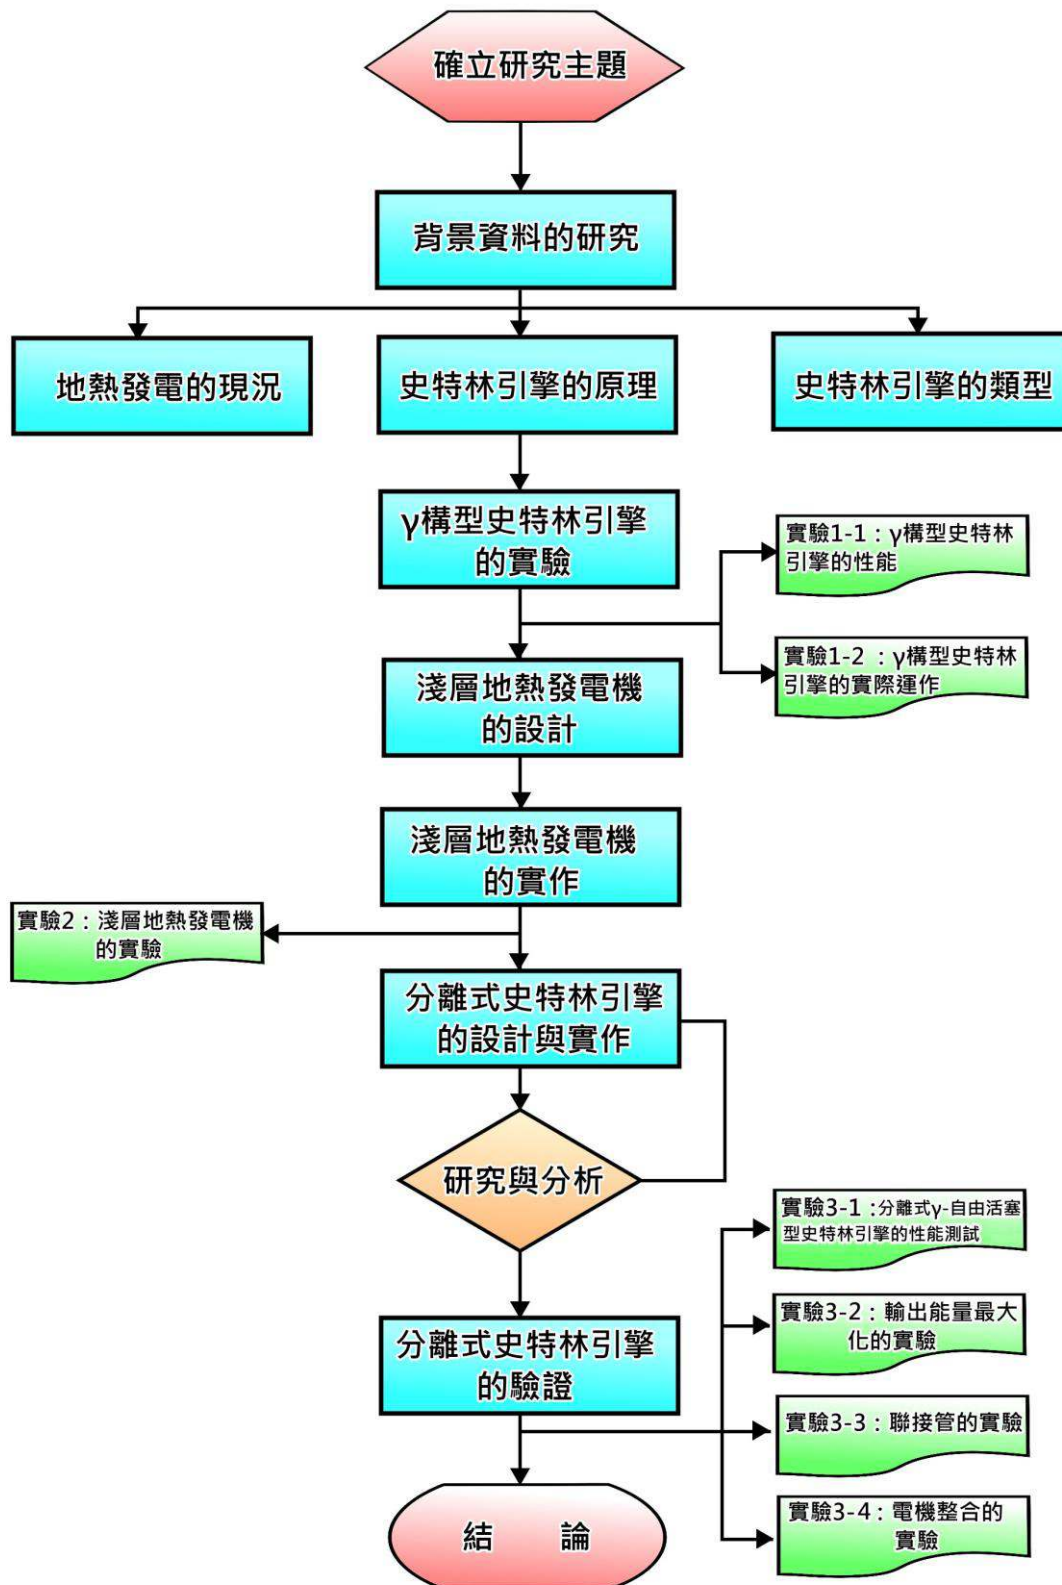 確立研究主題
背景資料的研究
地熱發電的現況
史特林引擎的原理
史特林引擎的類型
γ構型史特林引擎
的實驗
實驗1-1：γ構型史特林
引擎的性能
實驗1-2 ：γ構型史特林
引擎的實際運作
淺層地熱發電機
的設計
淺層地熱發電機
的實作
實驗2：淺層地熱發電機
的實驗
分離式史特林引擎
的設計與實作
研究與分析
實驗3-1 :分離式γ-自由活塞
型史特林引擎的性能測試
實驗3-2：輸出能量最大
化的實驗
分離式史特林引擎
的驗證
實驗3-3：聯接管的實驗
實驗3-4：電機整合的
實驗
結 論